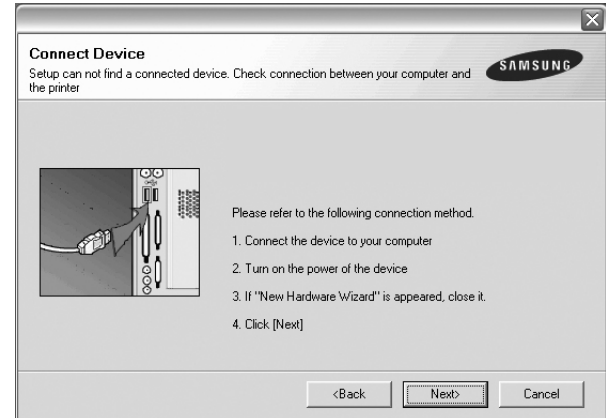 Connect Device
Setup can not find a connected device. Check connection between your computer and
the printer
SAMSUNG
Please refer to the following connection method.
1. Connect the device to your computer
2. Turn on the power of the device
3. If "New Hardware Wizard" is appeared, close it.
4. Click [Next]
<Back
Next>
Cancel